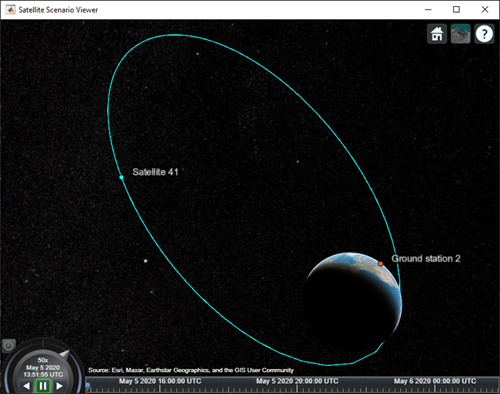 Satellite Scenario Viewer
Satellite 41
Ground station 2
50x
May 5 2020
13:51:55 UTC
Source: Esri, Maxar, Earthstar Geographics, and the GIS User Community
May 5 2020 16:00:00 UTC
May 5 2020 20:00:00 UTC
May 6 2020 00:00:00 UTC